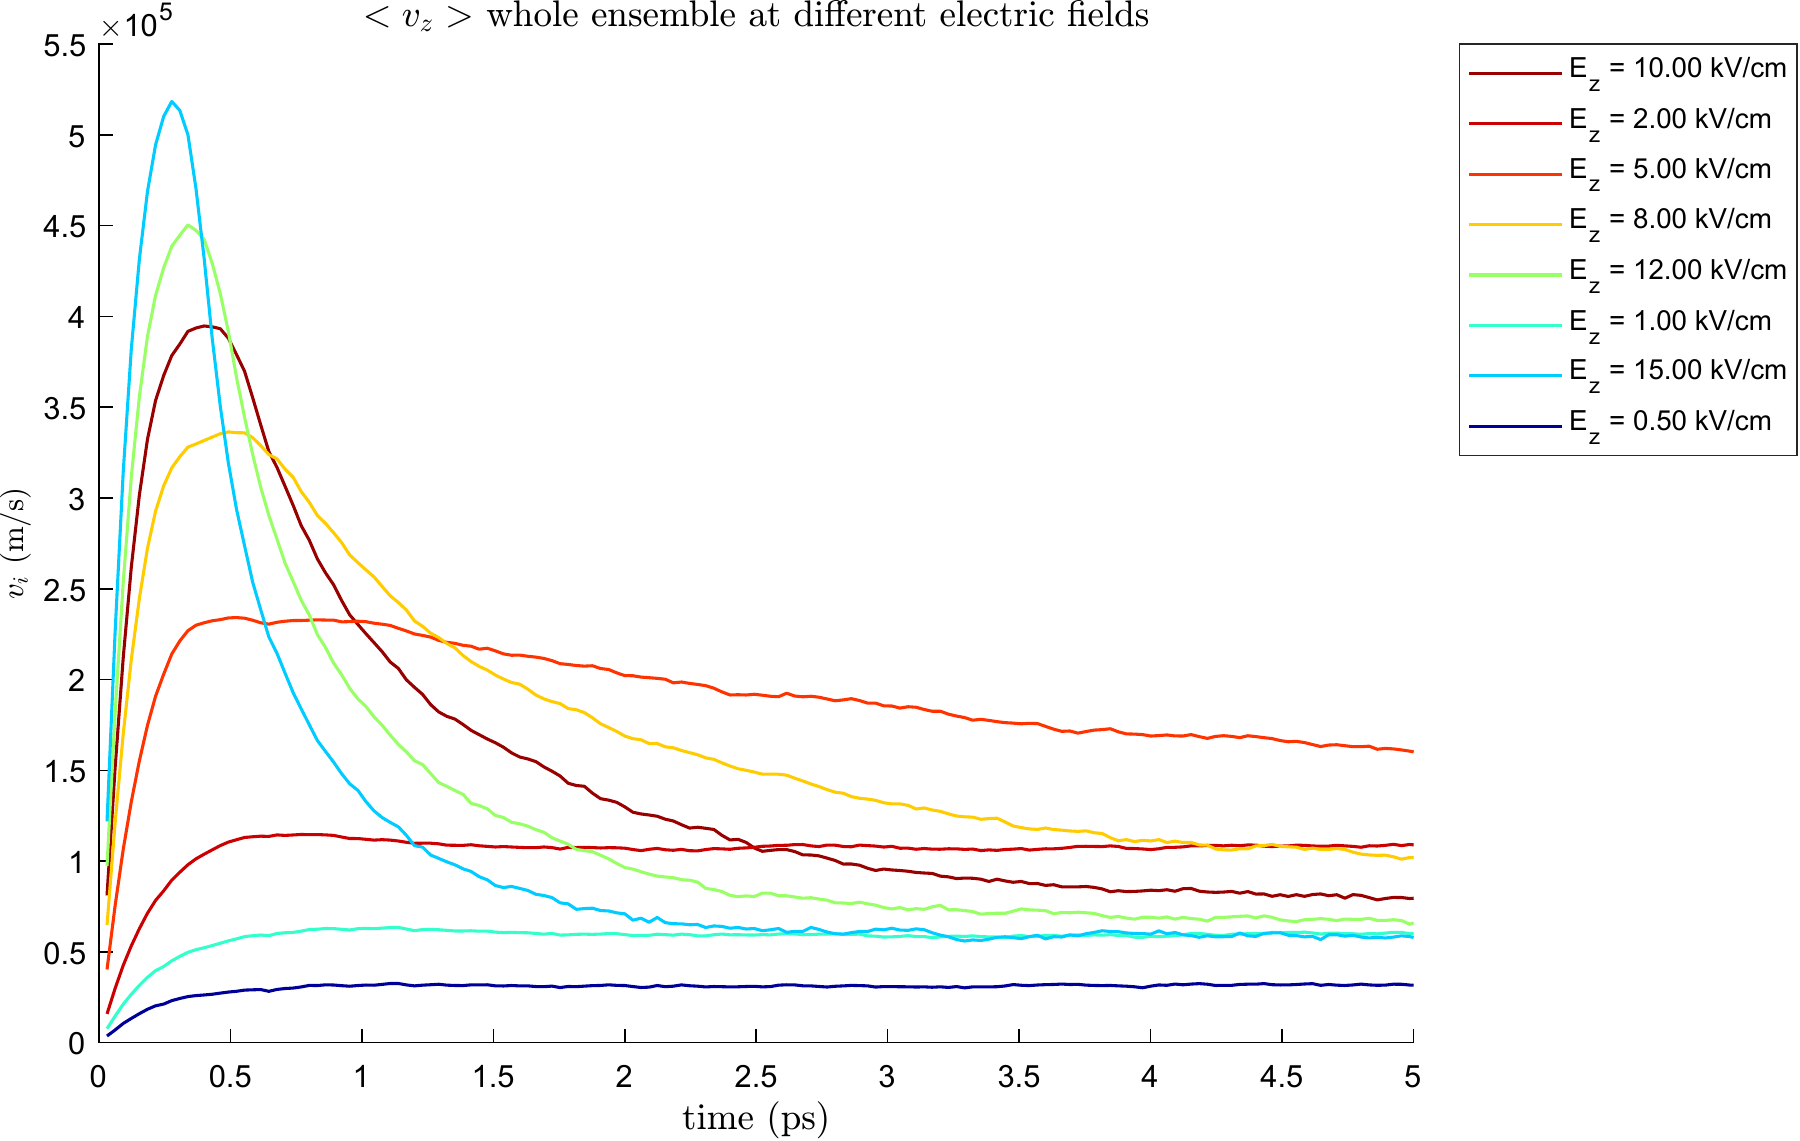 < v_z > whole ensemble at different electric fields
×10^5
5.5
5
4.5
4
3.5
3
2.5
2
1.5
1
0.5
0
v_i (m/s)
0 0.5 1 1.5 2 2.5 3 3.5 4 4.5 5
time (ps)
E_z = 10.00 kV/cm
E_z = 2.00 kV/cm
E_z = 5.00 kV/cm
E_z = 8.00 kV/cm
E_z = 12.00 kV/cm
E_z = 1.00 kV/cm
E_z = 15.00 kV/cm
E_z = 0.50 kV/cm